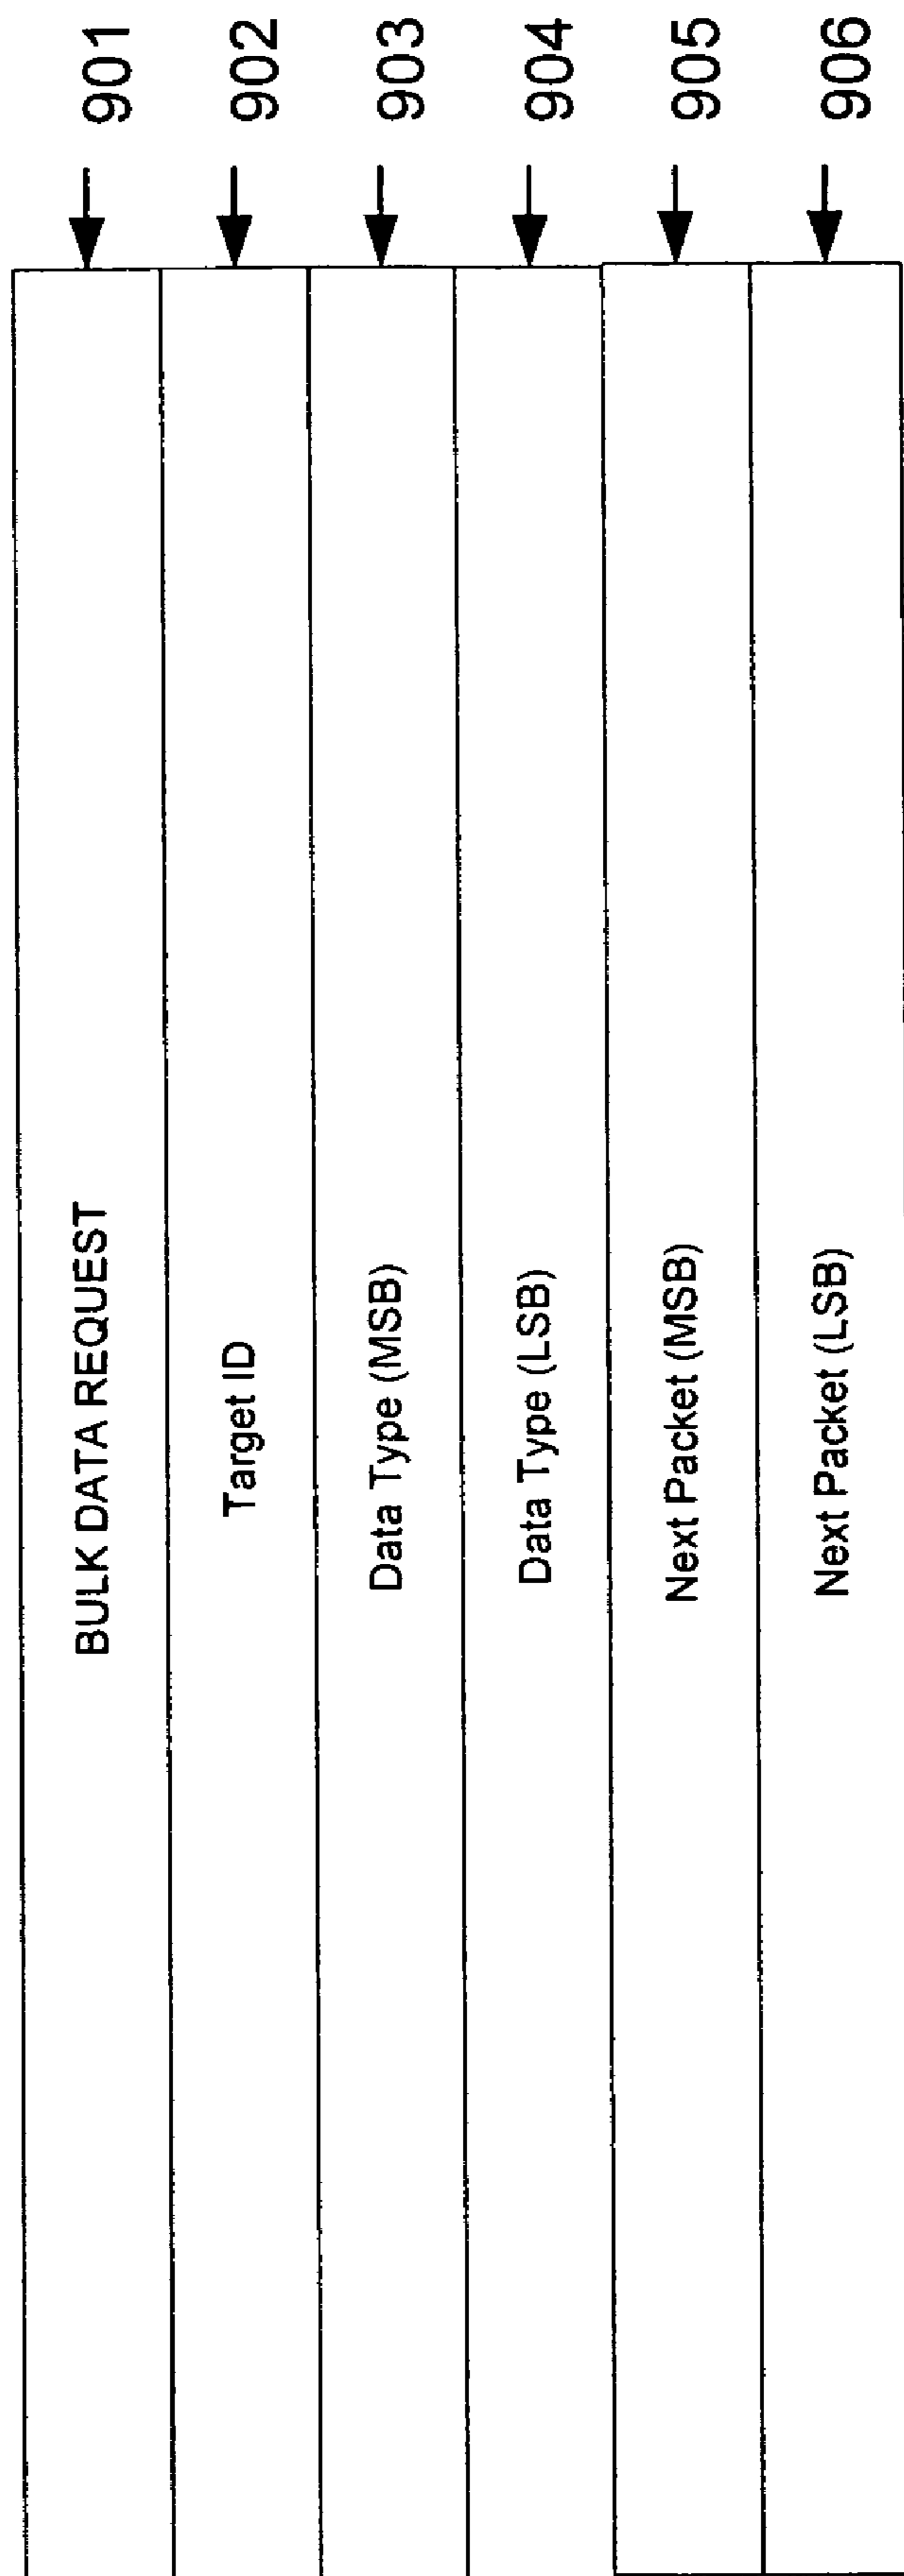 BULK DATA REQUEST 901
Target ID 902
Data Type (MSB) 903
Data Type (LSB) 904
Next Packet (MSB) 905
Next Packet (LSB) 906